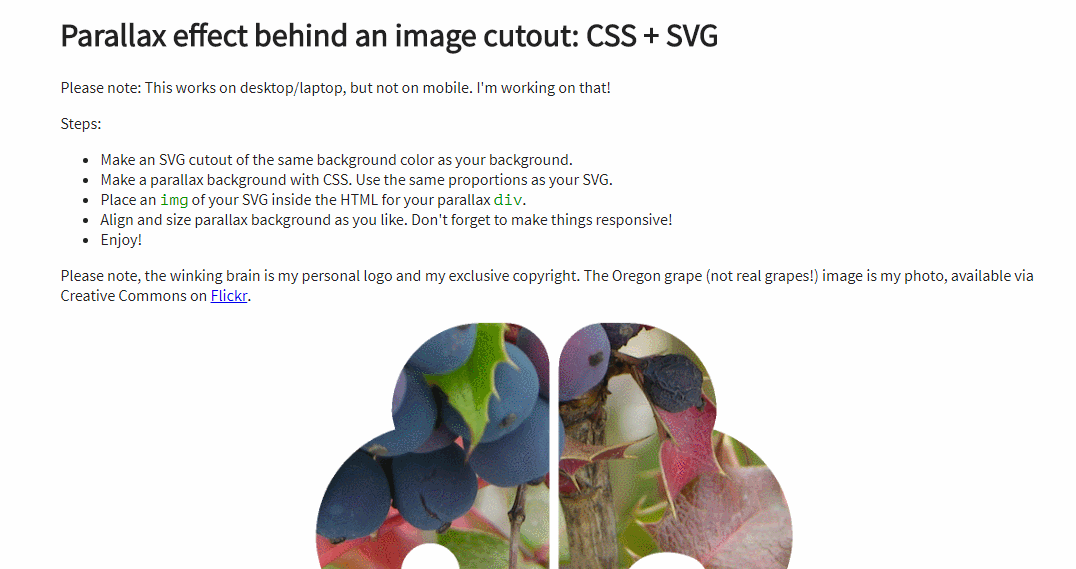 Parallax effect behind an image cutout: CSS + SVG
Please note: This works on desktop/laptop, but not on mobile. I'm working on that!
Steps:
Make an SVG cutout of the same background color as your background.
Make a parallax background with CSS. Use the same proportions as your SVG.
Place an img of your SVG inside the HTML for your parallax div.
Align and size parallax background as you like. Don't forget to make things responsive!
Enjoy!
Please note, the winking brain is my personal logo and my exclusive copyright. The Oregon grape (not real grapes!) image is my photo, available via
Creative Commons on Flickr.